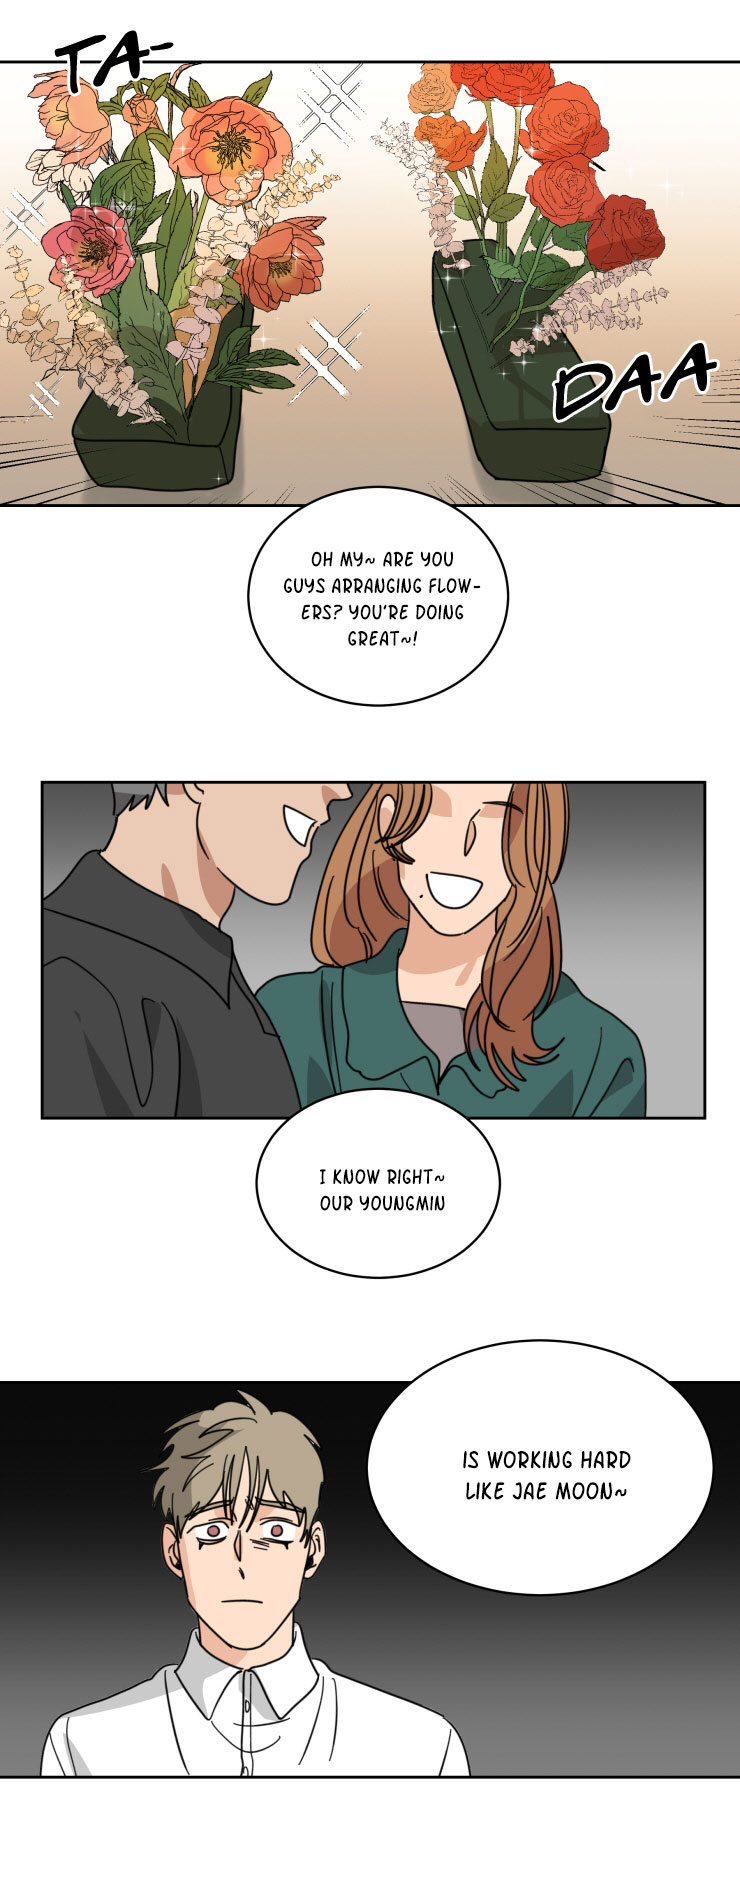 TA-
DAA
OH MY~ ARE YOU
GUYS ARRANGING FLOW-
ERS? YOU'RE DOING
GREAT~!
I KNOW RIGHT~
OUR YOUNGMIN
IS WORKING HARD
LIKE JAE MOON~